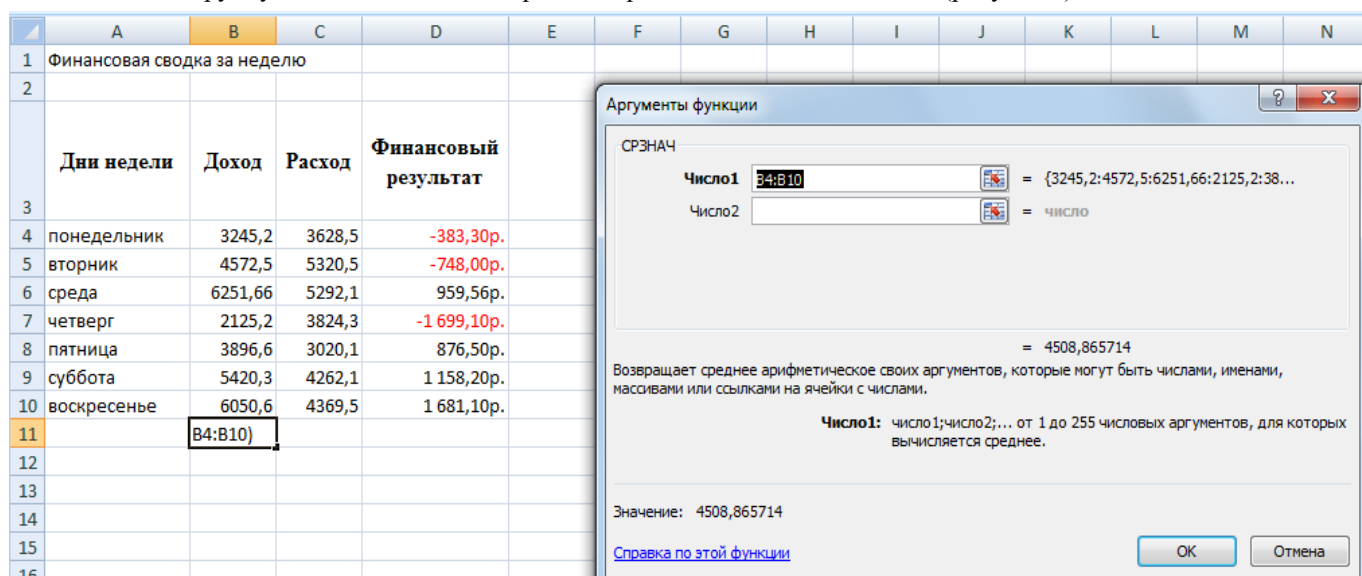 A B C D E F G H I J K L M N
1 Финансовая сводка за неделю
2
3 Дни недели Доход Расход Финансовый
результат
4 понедельник 3245,2 3628,5 -383,30р.
5 вторник 4572,5 5320,5 -748,00р.
6 среда 6251,66 5292,1 959,56р.
7 четверг 2125,2 3824,3 -1 699,10р.
8 пятница 3896,6 3020,1 876,50р.
9 суббота 5420,3 4262,1 1 158,20р.
10 воскресенье 6050,6 4369,5 1 681,10р.
11 B4:B10)
12
13
14
15
16
Аргументы функции
СРЗНАЧ
Число1 B4:B10 = {3245,2:4572,5:6251,66:2125,2:38...
Число2 = число
= 4508,865714
Возвращает среднее арифметическое своих аргументов, которые могут быть числами, именами,
массивами или ссылками на ячейки с числами.
Число1: число1;число2;... от 1 до 255 числовых аргументов, для которых
вычисляется среднее.
Значение: 4508,865714
Справка по этой функции
ОК Отмена